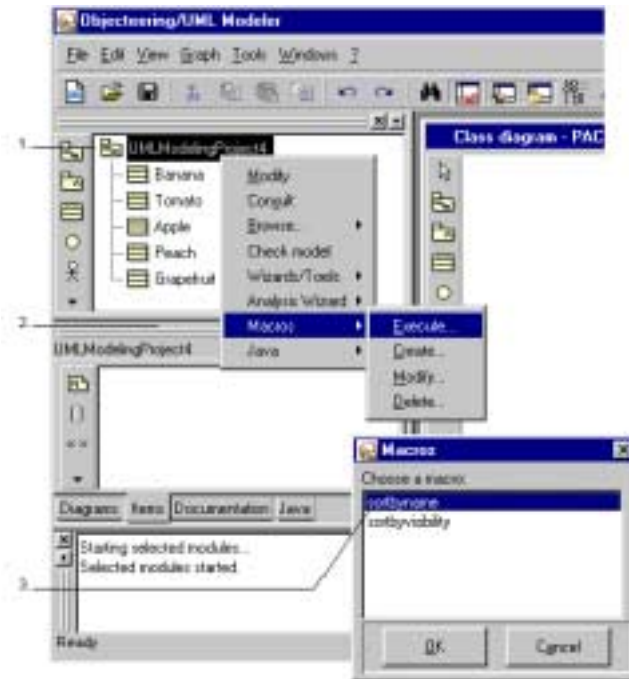 Objecteering/UML Modeler
File Edit View Graph Tools Windows ?
Class diagram - PAC
1
UMLModelingProject4
Banana
Tomato
Apple
Peach
Grapefruit
Modify
Consult
Browse...
Check model
Wizards/Tools
Analysis Wizard
Macros
Java
2
Execute...
Create...
Modify...
Delete...
UMLModelingProject4
Diagrams Items Documentation Java
Macros
Choose a macro:
sortbyname
sortbyvisibility
Starting selected modules...
Selected modules started.
3
OK Cancel
Ready